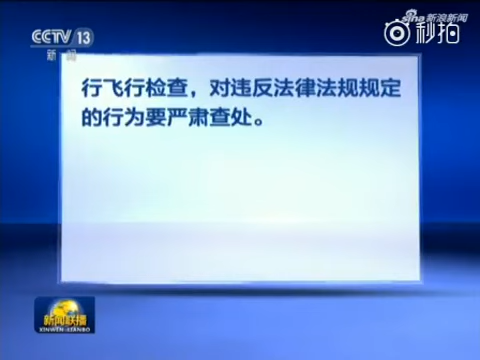 CCTV 13
新闻
sina 新浪新闻
秒拍
行飞行检查，对违反法律法规规定
的行为要严肃查处。
新闻联播
XINWEN LIANBO